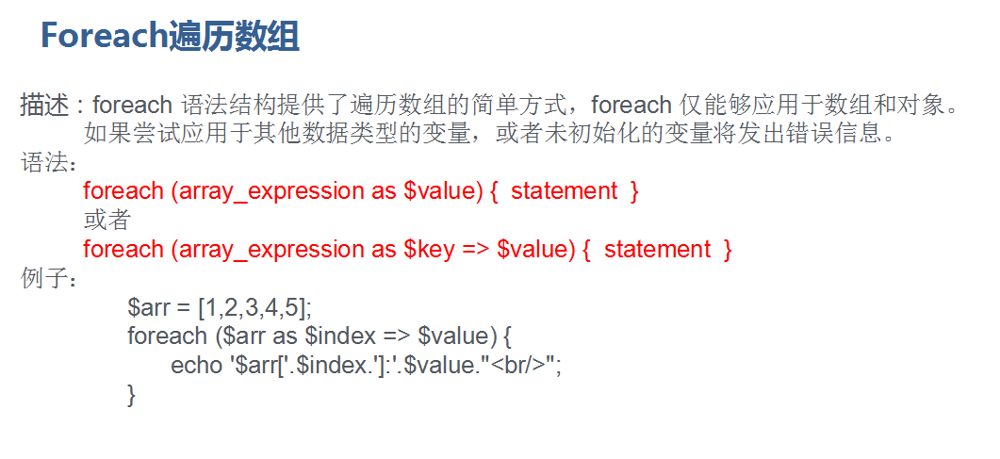 Foreach遍历数组
描述：foreach 语法结构提供了遍历数组的简单方式，foreach 仅能够应用于数组和对象。
如果尝试应用于其他数据类型的变量，或者未初始化的变量将发出错误信息。
语法：
foreach (array_expression as $value) {  statement  }
或者
foreach (array_expression as $key => $value) {  statement  }
例子：
$arr = [1,2,3,4,5];
foreach ($arr as $index => $value) {
echo '$arr['.$index.']:'.$value."<br/>";
}